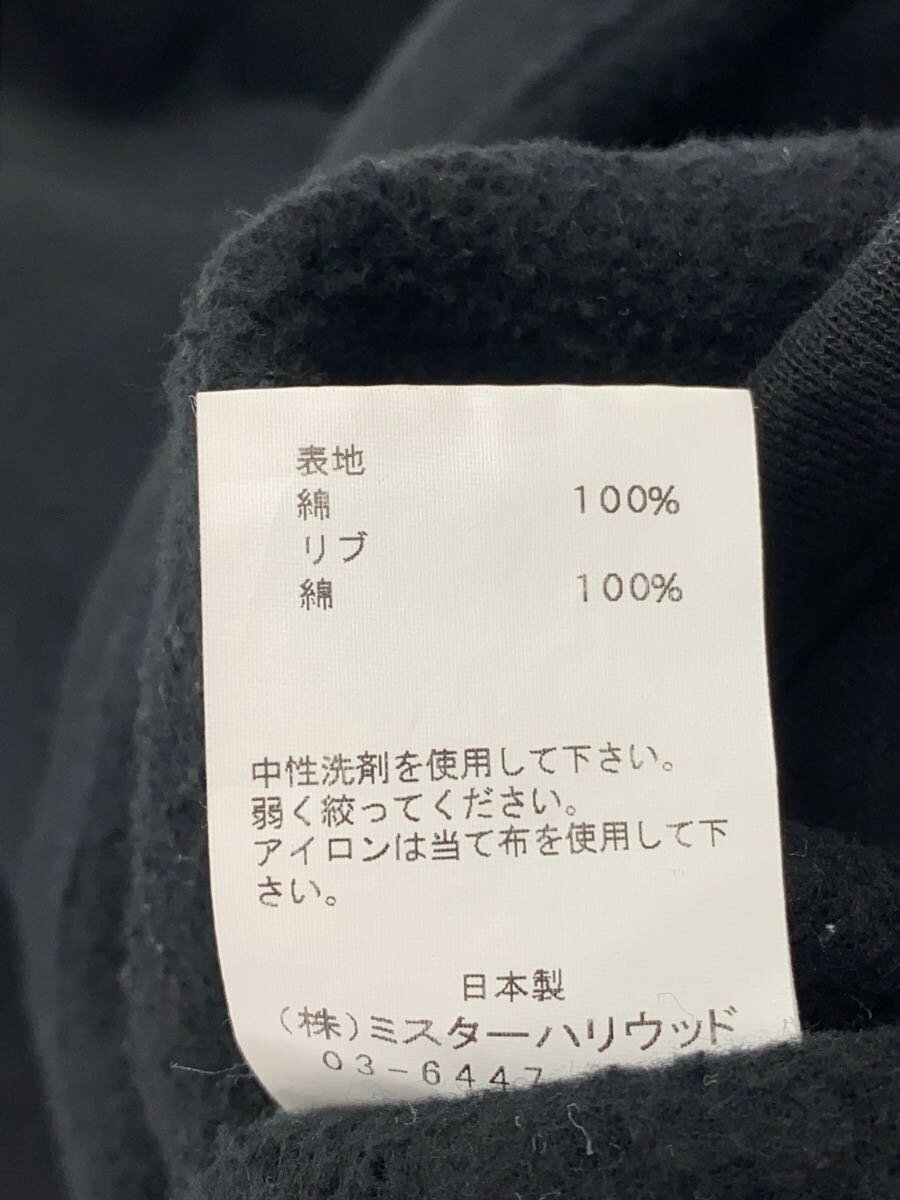 表地
綿 100%
リブ
綿 100%
中性洗剤を使用して下さい。
弱く絞ってください。
アイロンは当て布を使用して下
さい。
日本製
(株)ミスターハリウッド
03-6447